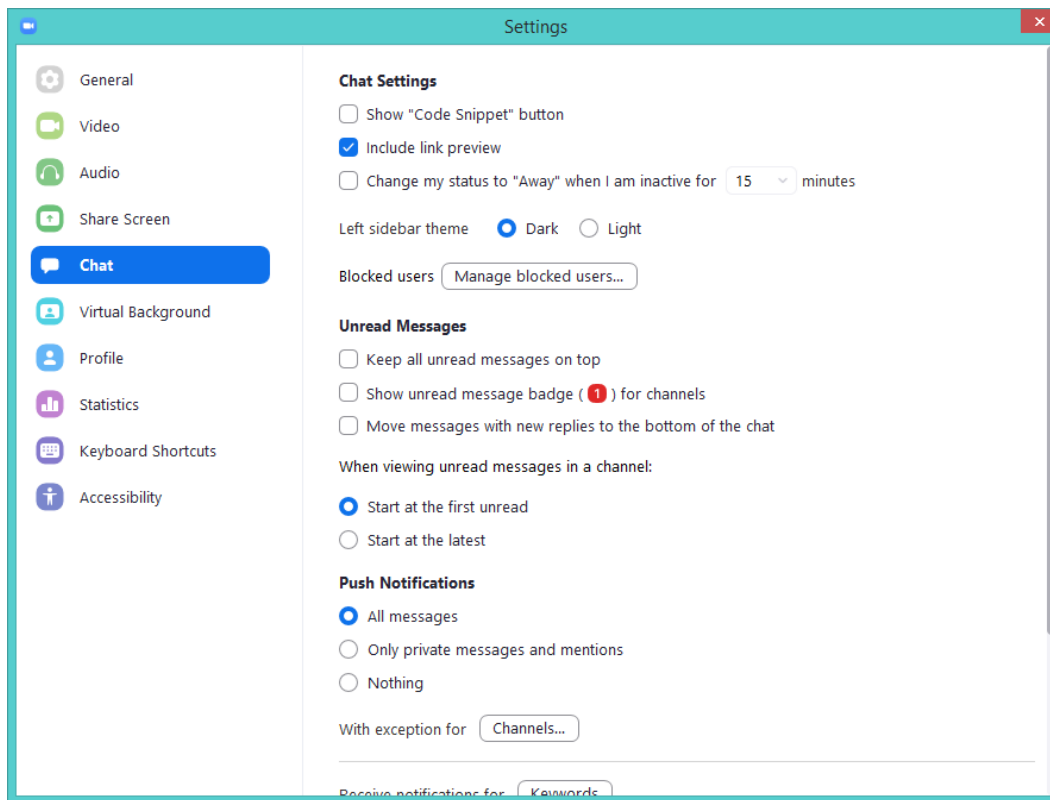 Settings
General
Video
Audio
Share Screen
Chat
Virtual Background
Profile
Statistics
Keyboard Shortcuts
Accessibility
Chat Settings
Show "Code Snippet" button
Include link preview
Change my status to "Away" when I am inactive for 15 minutes
Left sidebar theme Dark Light
Blocked users Manage blocked users...
Unread Messages
Keep all unread messages on top
Show unread message badge ( 1 ) for channels
Move messages with new replies to the bottom of the chat
When viewing unread messages in a channel:
Start at the first unread
Start at the latest
Push Notifications
All messages
Only private messages and mentions
Nothing
With exception for Channels...
Receive notifications for Keywords